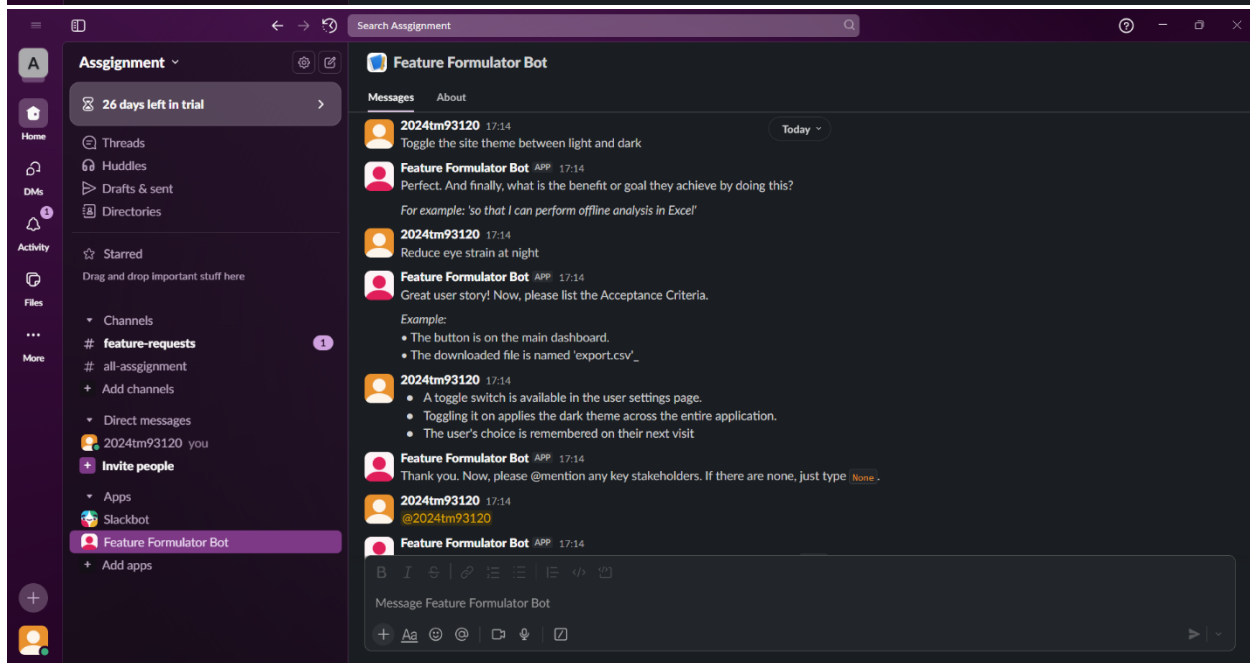 Search Assgignment
A
Assgignment
26 days left in trial
Home
DMs
1
Activity
Files
More
Threads
Huddles
Drafts & sent
Directories
Starred
Drag and drop important stuff here
Channels
# feature-requests 1
# all-assgignment
+ Add channels
Direct messages
2024tm93120 you
+ Invite people
Apps
Slackbot
Feature Formulator Bot
+ Add apps
Feature Formulator Bot
Messages About
Today
2024tm93120 17:14
Toggle the site theme between light and dark
Feature Formulator Bot APP 17:14
Perfect. And finally, what is the benefit or goal they achieve by doing this?
For example: 'so that I can perform offline analysis in Excel'
2024tm93120 17:14
Reduce eye strain at night
Feature Formulator Bot APP 17:14
Great user story! Now, please list the Acceptance Criteria.
Example:
• The button is on the main dashboard.
• The downloaded file is named 'export.csv'_
2024tm93120 17:14
• A toggle switch is available in the user settings page.
• Toggling it on applies the dark theme across the entire application.
• The user's choice is remembered on their next visit
Feature Formulator Bot APP 17:14
Thank you. Now, please @mention any key stakeholders. If there are none, just type None.
2024tm93120 17:14
@2024tm93120
Feature Formulator Bot APP 17:14
B I S
Message Feature Formulator Bot
+ Aa @